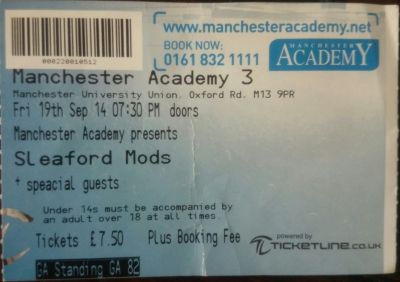 www.manchesteracademy.net
BOOK NOW:
0161 832 1111
MANCHESTER
ACADEMY
000220010512
Manchester Academy 3
Manchester University Union. Oxford Rd. M13 9PR
Fri 19th Sep 14 07:30 PM doors
Manchester Academy presents
Sleaford Mods
+ speacial guests
Under 14s must be accompanied by
an adult over 18 at all times.
Tickets £7.50 Plus Booking Fee
powered by
TICKETLINE.CO.UK
GA Standing GA 82